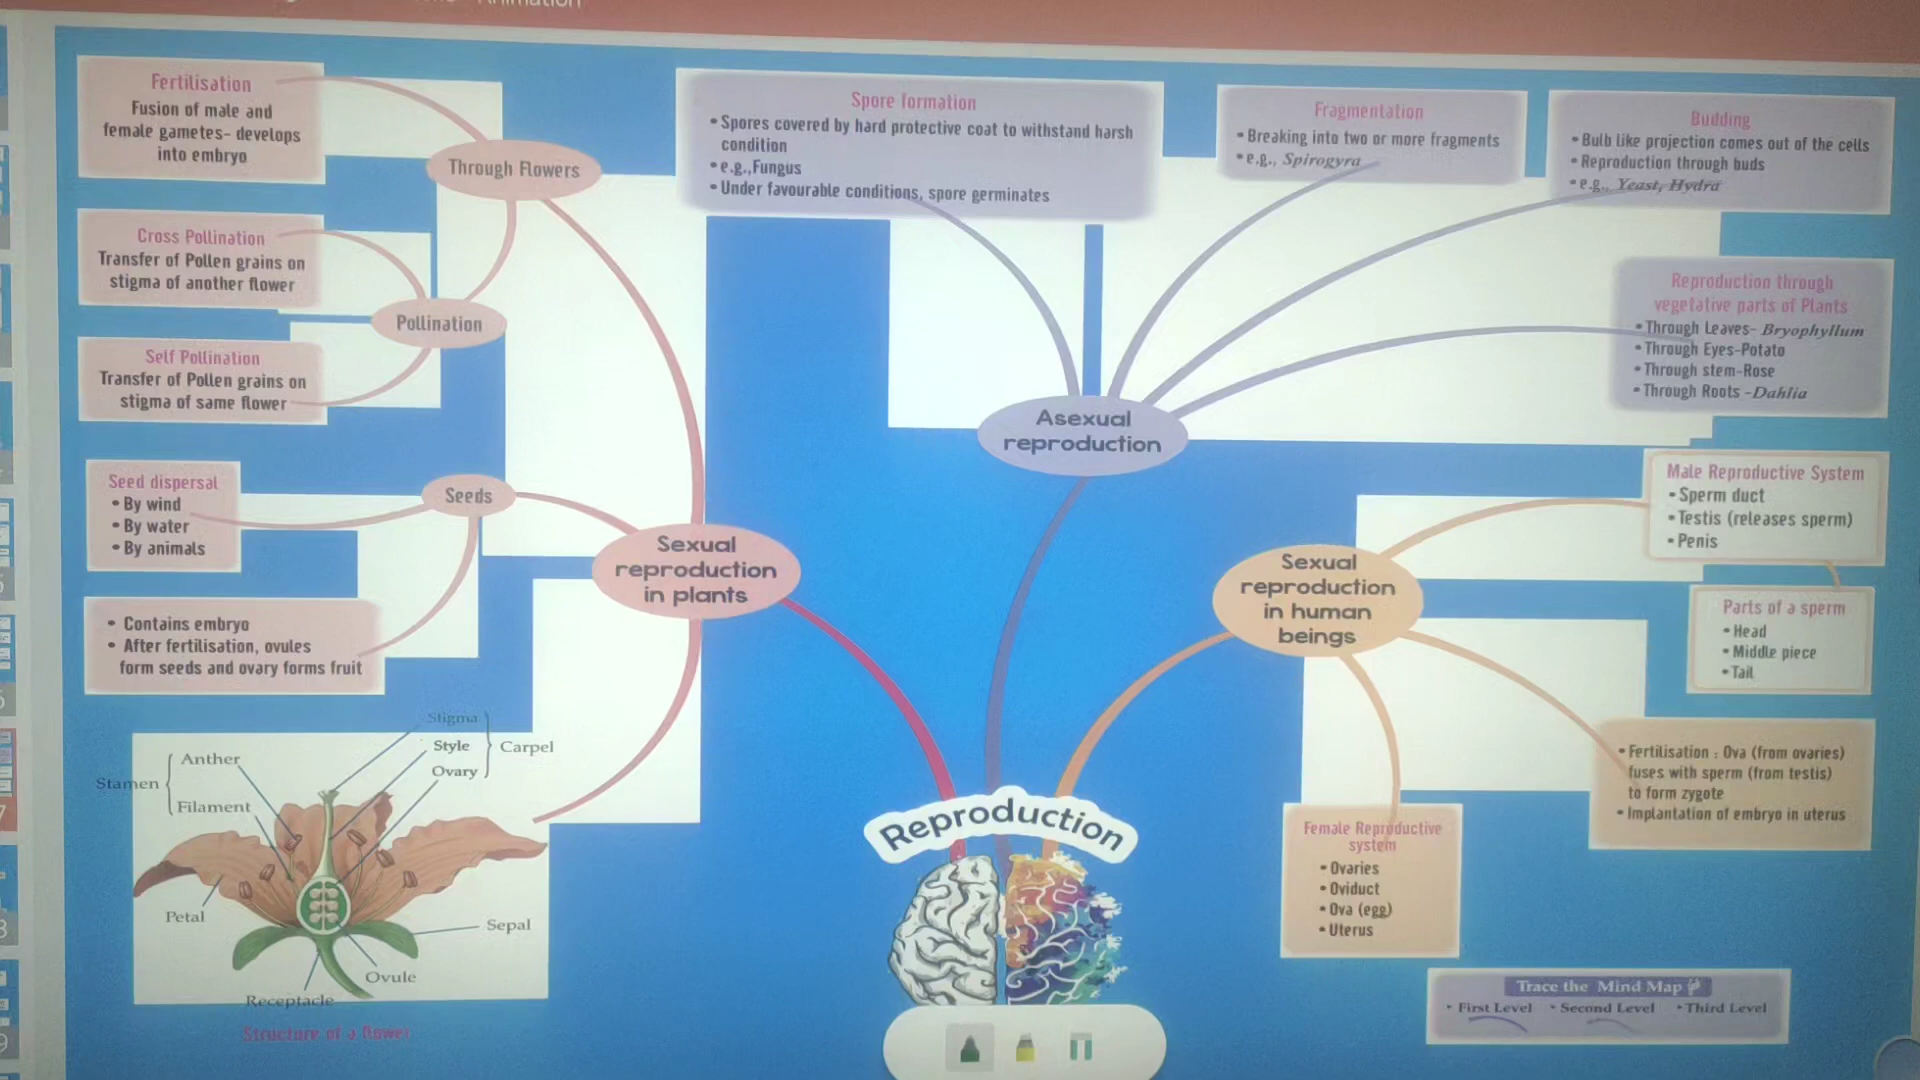 Animation
Fertilisation
Fusion of male and
female gametes- develops
into embryo
Through Flowers
Cross Pollination
Transfer of Pollen grains on
stigma of another flower
Pollination
Self Pollination
Transfer of Pollen grains on
stigma of same flower
Seed dispersal
• By wind
• By water
• By animals
Seeds
• Contains embryo
• After fertilisation, ovules
form seeds and ovary forms fruit
Sexual
reproduction
in plants
Stigma
Style
Ovary
Carpel
Anther
Stamen
Filament
Petal
Sepal
Ovule
Receptacle
Structure of a flower
Spore formation
• Spores covered by hard protective coat to withstand harsh
condition
• e.g.,Fungus
• Under favourable conditions, spore germinates
Fragmentation
• Breaking into two or more fragments
• e.g., Spirogyra
Budding
• Bulb like projection comes out of the cells
• Reproduction through buds
• e.g., Yeast, Hydra
Reproduction through
vegetative parts of Plants
• Through Leaves- Bryophyllum
• Through Eyes-Potato
• Through stem-Rose
• Through Roots -Dahlia
Asexual
reproduction
Male Reproductive System
• Sperm duct
• Testis (releases sperm)
• Penis
Parts of a sperm
• Head
• Middle piece
• Tail
Sexual
reproduction
in human
beings
• Fertilisation : Ova (from ovaries)
fuses with sperm (from testis)
to form zygote
• Implantation of embryo in uterus
Female Reproductive
system
• Ovaries
• Oviduct
• Ova (egg)
• Uterus
Reproduction
Trace the Mind Map
• First Level • Second Level • Third Level